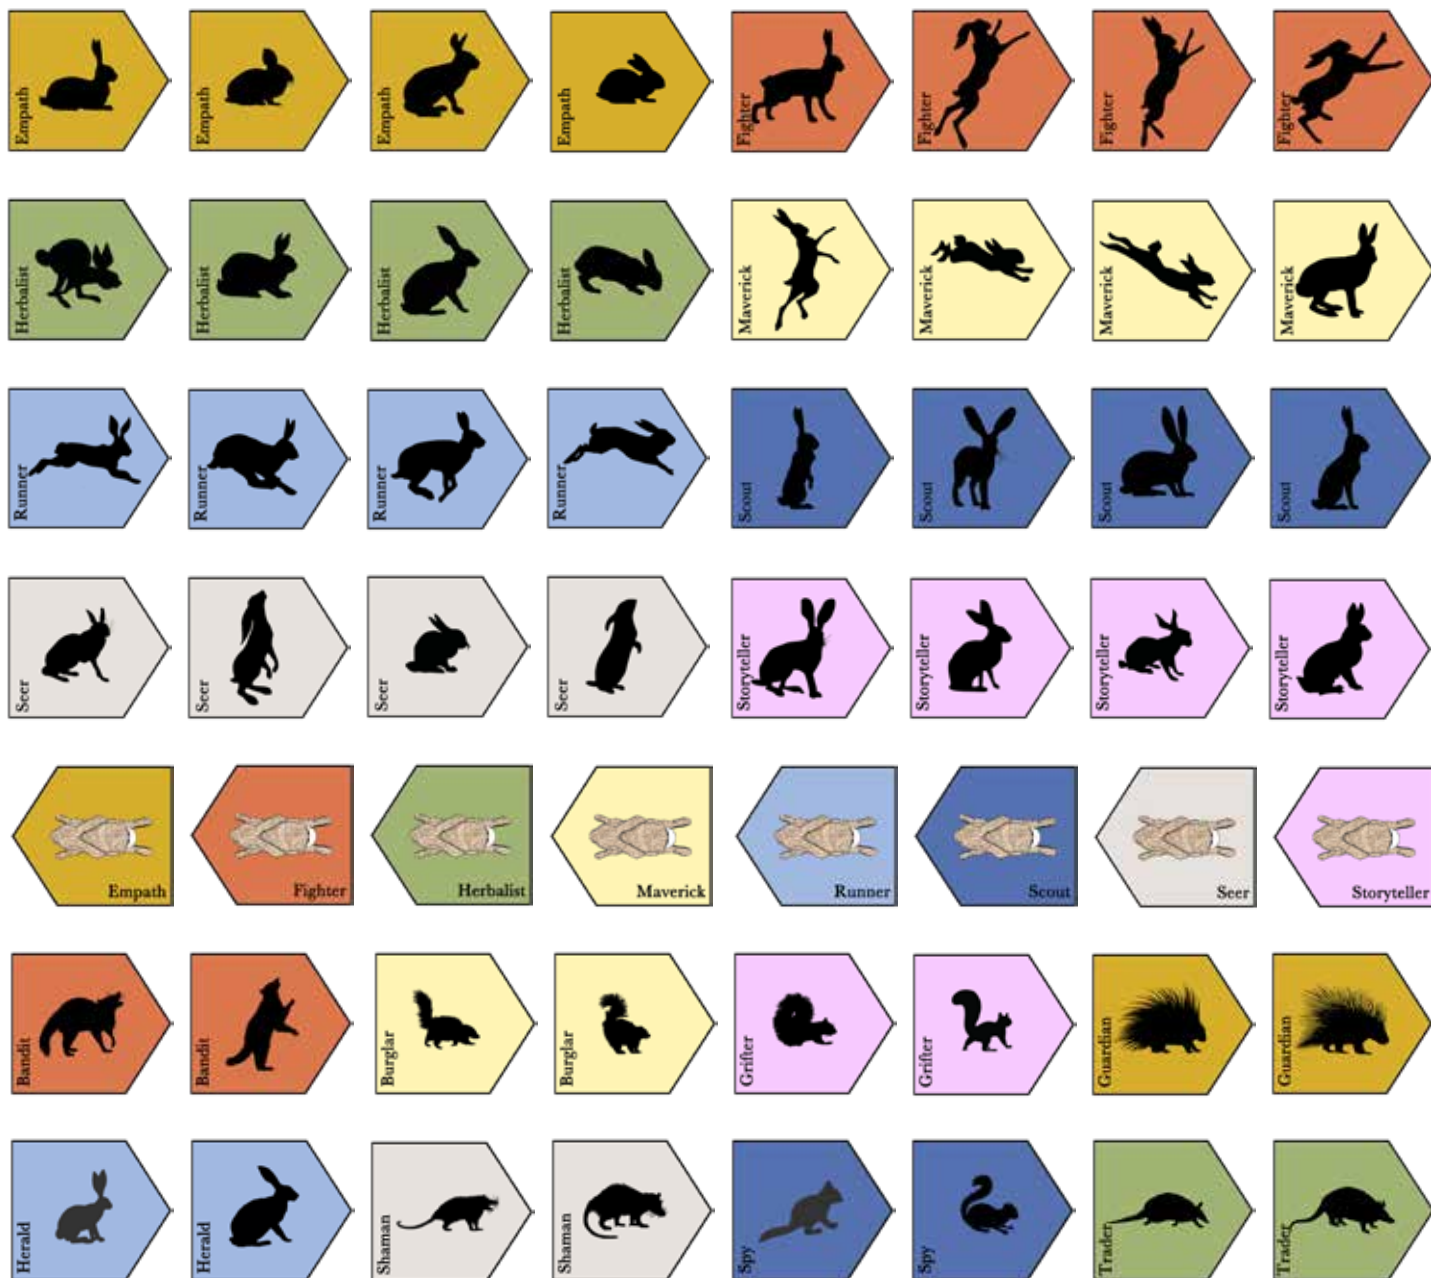 Empath
Empath
Empath
Empath
Fighter
Fighter
Fighter
Fighter
Herbalist
Herbalist
Herbalist
Herbalist
Maverick
Maverick
Maverick
Maverick
Runner
Runner
Runner
Runner
Scout
Scout
Scout
Scout
Seer
Seer
Seer
Seer
Storyteller
Storyteller
Storyteller
Storyteller
Empath
Fighter
Herbalist
Maverick
Runner
Scout
Seer
Storyteller
Bandit
Bandit
Burglar
Burglar
Grifter
Grifter
Guardian
Guardian
Herald
Herald
Shaman
Shaman
Spy
Spy
Trader
Trader